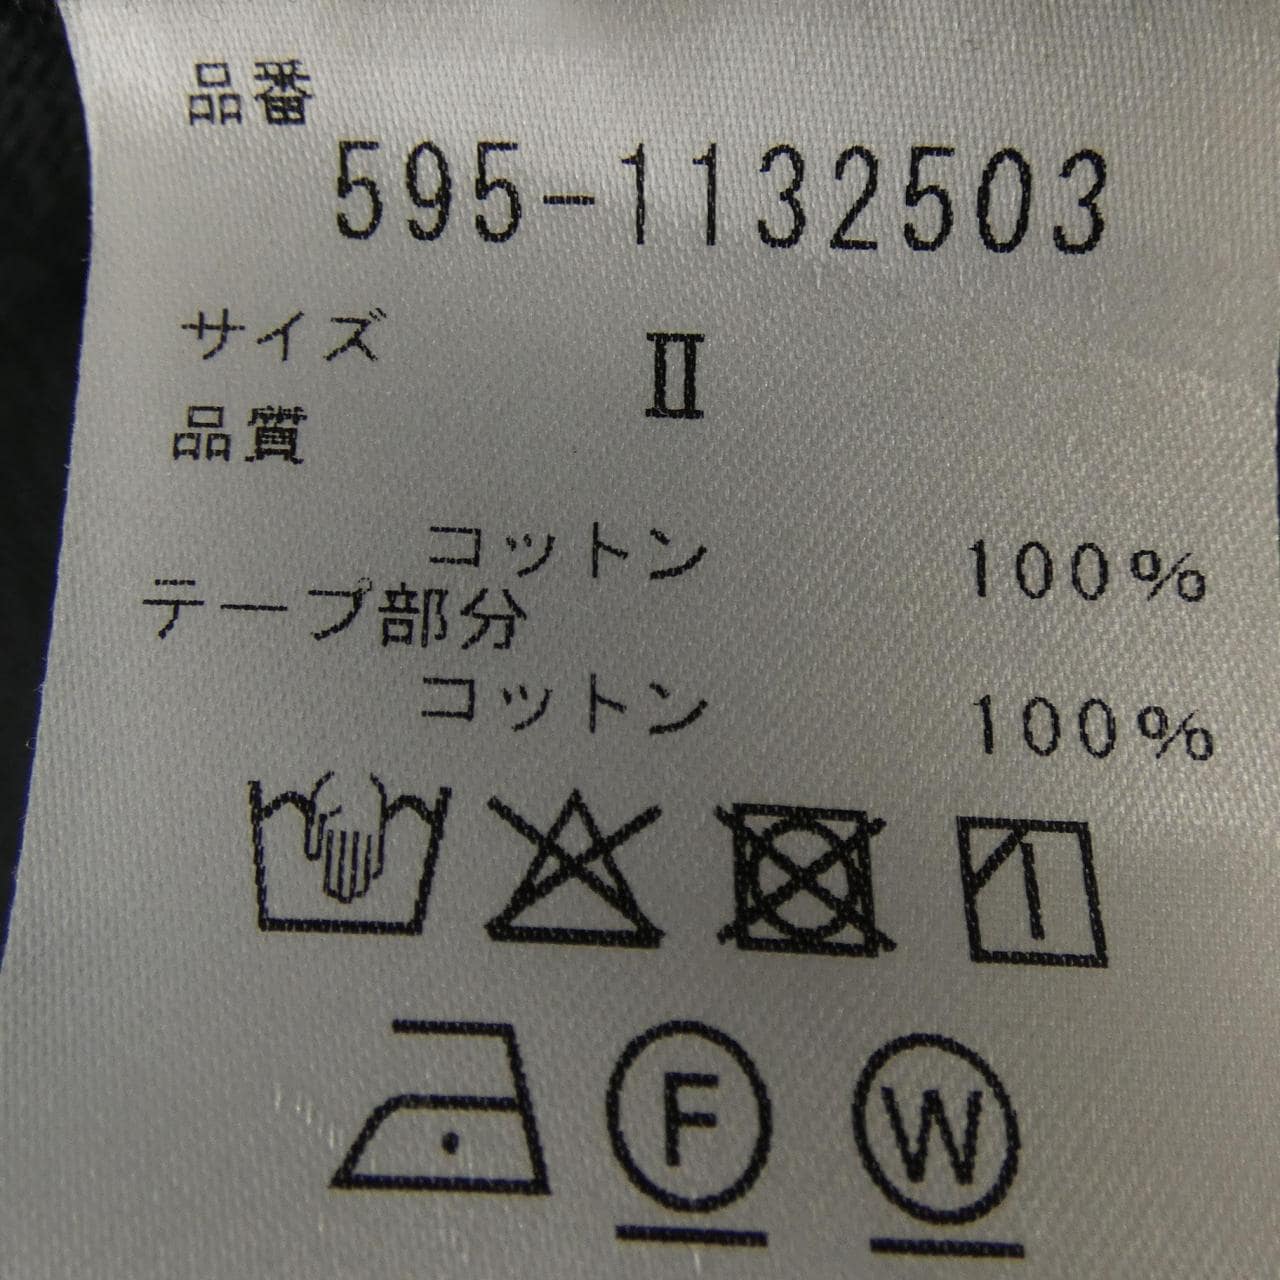 品番
595-1132503
サイズ Ⅱ
品質
コットン 100%
テープ部分
コットン 100%
F W